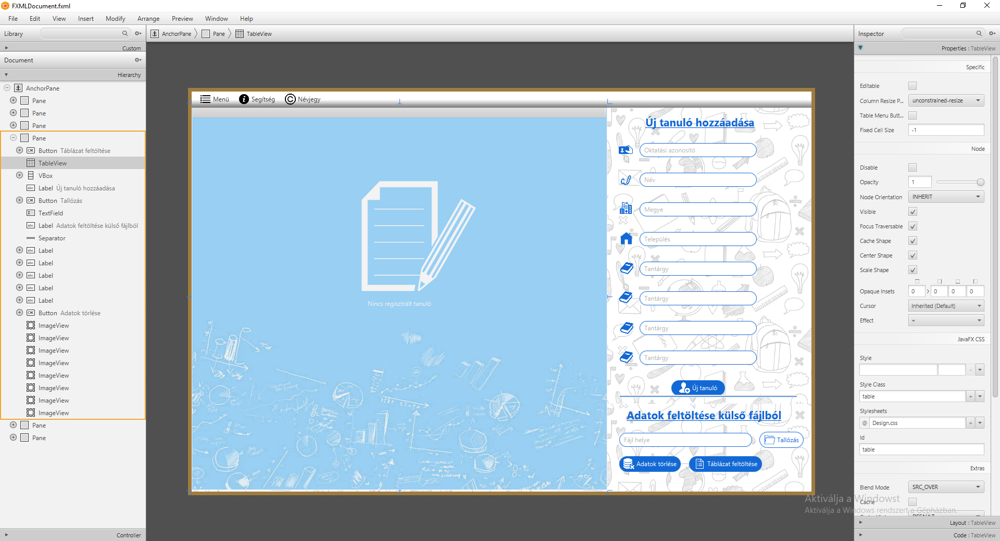 FXMLDocument.fxml
File Edit View Insert Modify Arrange Preview Window Help
Library
Custom
Document
Hierarchy
AnchorPane
Pane
Pane
Pane
Pane
Button Táblázat feltöltése
TableView
VBox
Label Új tanuló hozzáadása
Button Tallózás
TextField
Label Adatok feltöltése külső fájlból
Separator
Label
Label
Label
Label
Label
Button Adatok törlése
ImageView
ImageView
ImageView
ImageView
ImageView
ImageView
ImageView
ImageView
Pane
Pane
Controller
AnchorPane Pane TableView
Menü Segítség Névjegy
Nincs regisztrált tanuló
Új tanuló hozzáadása
Oktatási azonosító
Név
Megye
Település
Tantárgy
Tantárgy
Tantárgy
Tantárgy
Új tanuló
Adatok feltöltése külső fájlból
Fájl helye
Tallózás
Adatok törlése Táblázat feltöltése
Inspector
Properties : TableView
Specific
Editable
Column Resize P... unconstrained-resize
Table Menu Butt...
Fixed Cell Size -1
Node
Disable
Opacity 1
Node Orientation INHERIT
Visible
Focus Traversable
Cache Shape
Center Shape
Scale Shape
Opaque Insets 0 0 0 0
Cursor Inherited (Default)
Effect +
JavaFX CSS
Style
Style Class
table
Stylesheets
@ Design.css
Id
table
Extras
Blend Mode SRC_OVER
Cache
Aktiválja a Windowst
Aktiválja a Windows rendszert a Gépházban.
Layout : TableView
Code : TableView